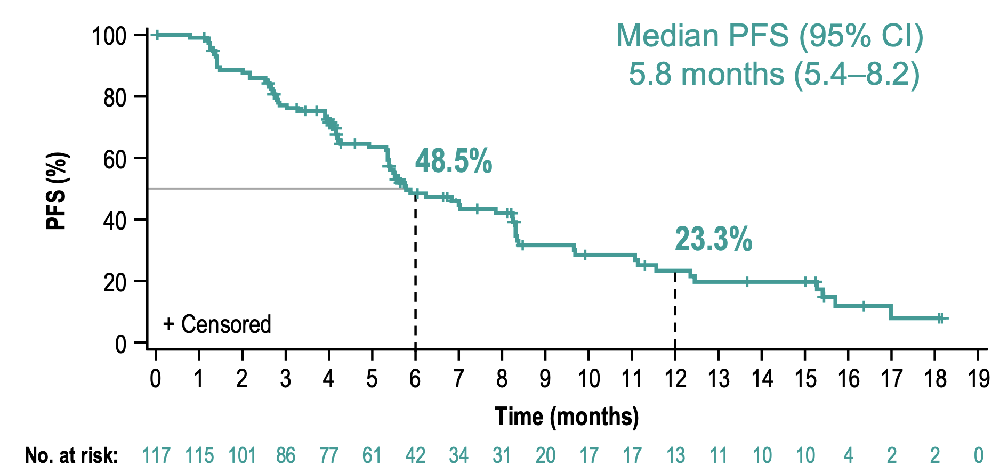 Median PFS (95% CI)
5.8 months (5.4–8.2)
PFS (%)
100
80
60
40
20
0
48.5%
23.3%
+ Censored
0 1 2 3 4 5 6 7 8 9 10 11 12 13 14 15 16 17 18 19
Time (months)
No. at risk: 117 115 101 86 77 61 42 34 31 20 17 17 13 11 10 10 4 2 2 0